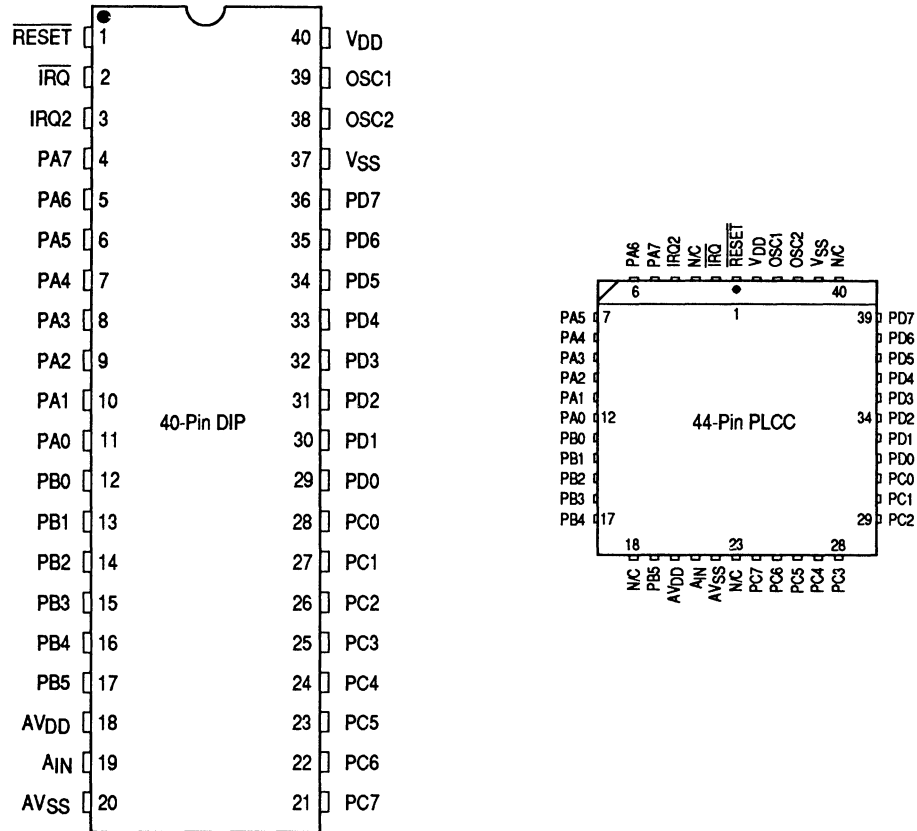 RESET 1 40 VDD
IRQ 2 39 OSC1
IRQ2 3 38 OSC2
PA7 4 37 VSS
PA6 5 36 PD7
PA5 6 35 PD6
PA4 7 34 PD5
PA3 8 33 PD4
PA2 9 32 PD3
PA1 10 31 PD2
40-Pin DIP
PA0 11 30 PD1
PB0 12 29 PD0
PB1 13 28 PC0
PB2 14 27 PC1
PB3 15 26 PC2
PB4 16 25 PC3
PB5 17 24 PC4
AVDD 18 23 PC5
AIN 19 22 PC6
AVSS 20 21 PC7
PA6 PA7 IRQ2 N/C IRQ RESET VDD OSC1 OSC2 VSS N/C
6 1 40
PA5 7 39 PD7
PA4 PD6
PA3 PD5
PA2 PD4
PA1 PD3
PA0 12 44-Pin PLCC 34 PD2
PB0 PD1
PB1 PD0
PB2 PC0
PB3 PC1
PB4 17 29 PC2
18 23 28
N/C PB5 AVDD AIN AVSS N/C PC7 PC6 PC5 PC4 PC3